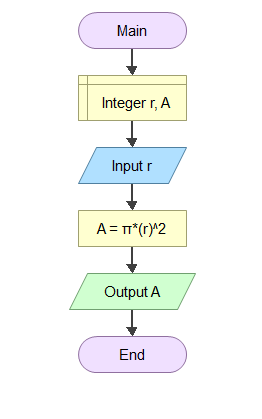 Main
Integer r, A
Input r
A = π*(r)^2
Output A
End